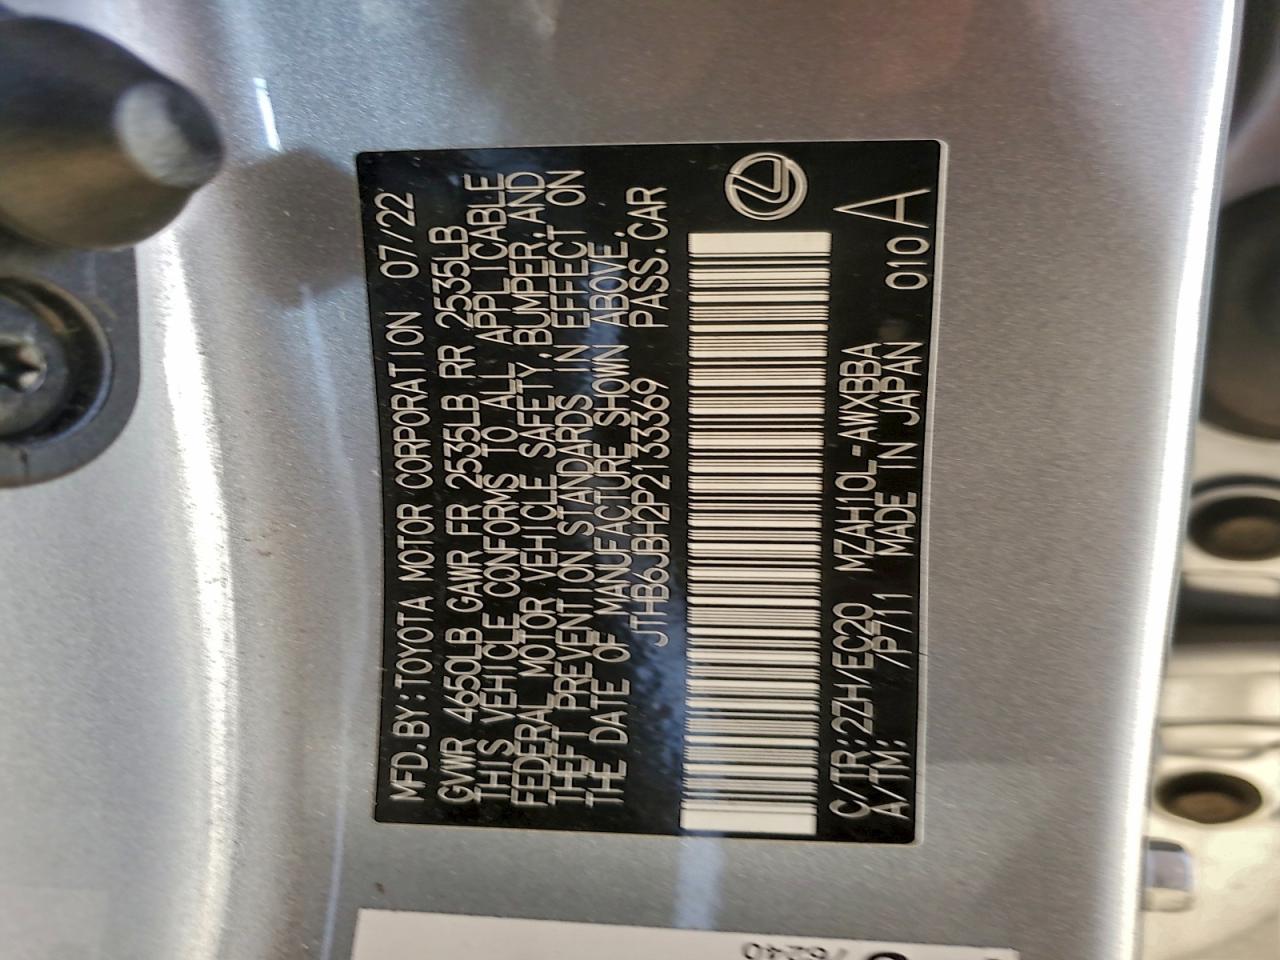 MFD.BY:TOYOTA MOTOR CORPORATION 07/22
GVWR 4650LB GAWR FR 2535LB RR 2535LB
THIS VEHICLE CONFORMS TO ALL APPLICABLE
FEDERAL MOTOR VEHICLE SAFETY,BUMPER,AND
THEFT PREVENTION STANDARDS IN EFFECT ON
THE DATE OF MANUFACTURE SHOWN ABOVE.
JTHB6JBH2P2133369 PASS.CAR
C/TR:2ZH/EC20 MZAH10L-AWXBBA
A/TM: /P711 MADE IN JAPAN 010 A
76240